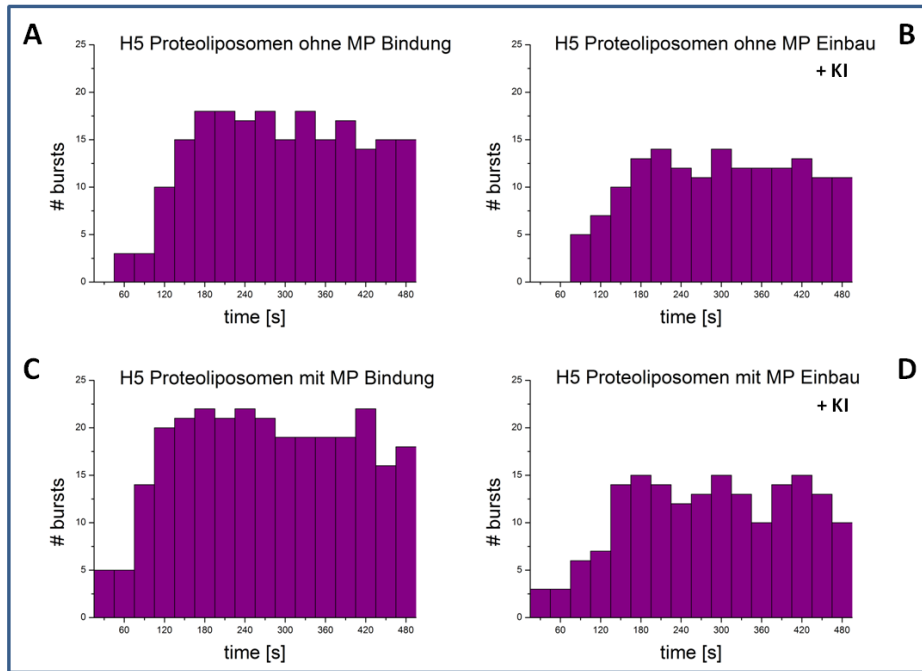 A
H5 Proteoliposomen ohne MP Bindung
25
20
15
10
5
0
# bursts
60 120 180 240 300 360 420 480
time [s]
B
H5 Proteoliposomen ohne MP Einbau
+ KI
25
20
15
10
5
0
# bursts
60 120 180 240 300 360 420 480
time [s]
C
H5 Proteoliposomen mit MP Bindung
25
20
15
10
5
0
# bursts
60 120 180 240 300 360 420 480
time [s]
D
H5 Proteoliposomen mit MP Einbau
+ KI
25
20
15
10
5
0
# bursts
60 120 180 240 300 360 420 480
time [s]